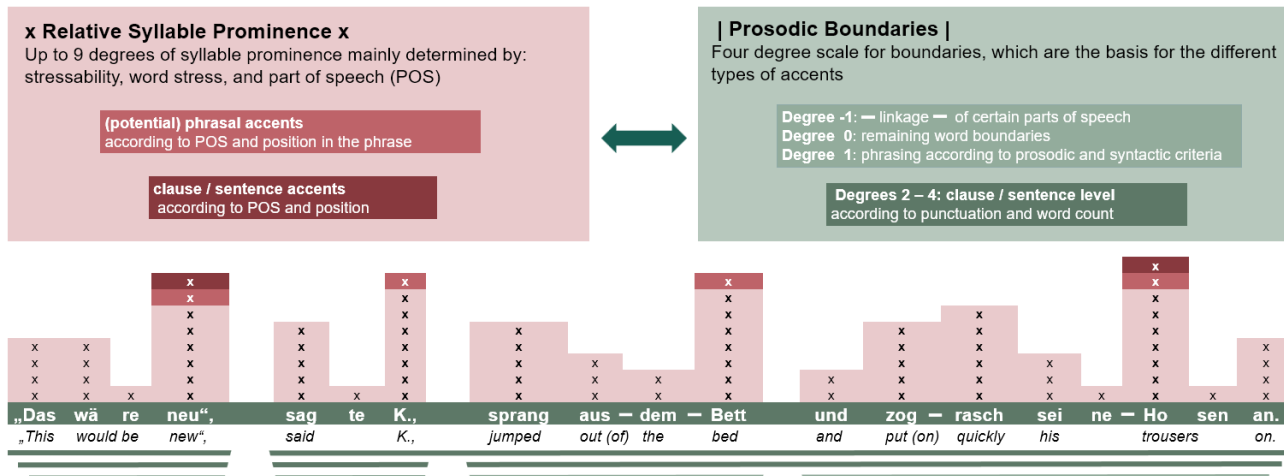 x Relative Syllable Prominence x
Up to 9 degrees of syllable prominence mainly determined by:
stressability, word stress, and part of speech (POS)
(potential) phrasal accents
according to POS and position in the phrase
clause / sentence accents
according to POS and position
| Prosodic Boundaries |
Four degree scale for boundaries, which are the basis for the different
types of accents
Degree -1: – linkage – of certain parts of speech
Degree 0: remaining word boundaries
Degree 1: phrasing according to prosodic and syntactic criteria
Degrees 2 – 4: clause / sentence level
according to punctuation and word count
x
x x x x
x x x x
x x x x x
x x x x x x x x
x x x x x x x x x x x
x x x x x x x x x x x x x
x x x x x x x x x x x x x x x
x x x x x x x x x x x x x x x x x x x
„Das wä re neu“, sag te K., sprang aus – dem – Bett und zog – rasch sei ne – Ho sen an.
„This would be new“, said K., jumped out (of) the bed and put (on) quickly his trousers on.